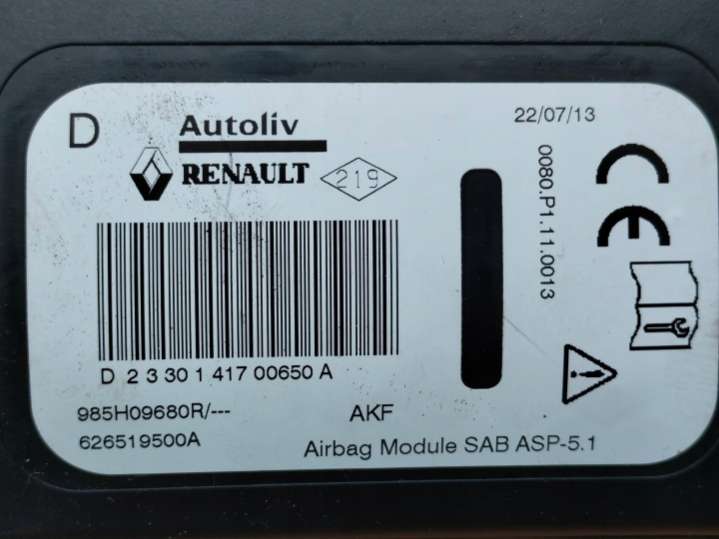 D
Autoliv
22/07/13
RENAULT
219
0080.P1.11.0013
CE
D 2 3 30 1 417 00650 A
985H09680R/---
AKF
626519500A
Airbag Module SAB ASP-5.1